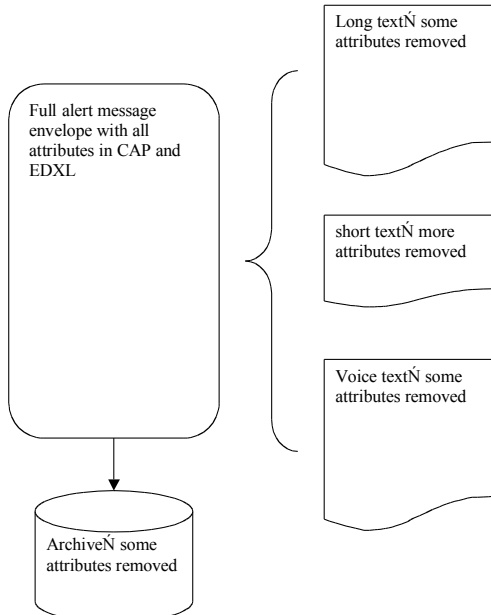 Full alert message
envelope with all
attributes in CAP and
EDXL
Long textŃ some
attributes removed
short textŃ more
attributes removed
Voice textŃ some
attributes removed
ArchiveŃ some
attributes removed